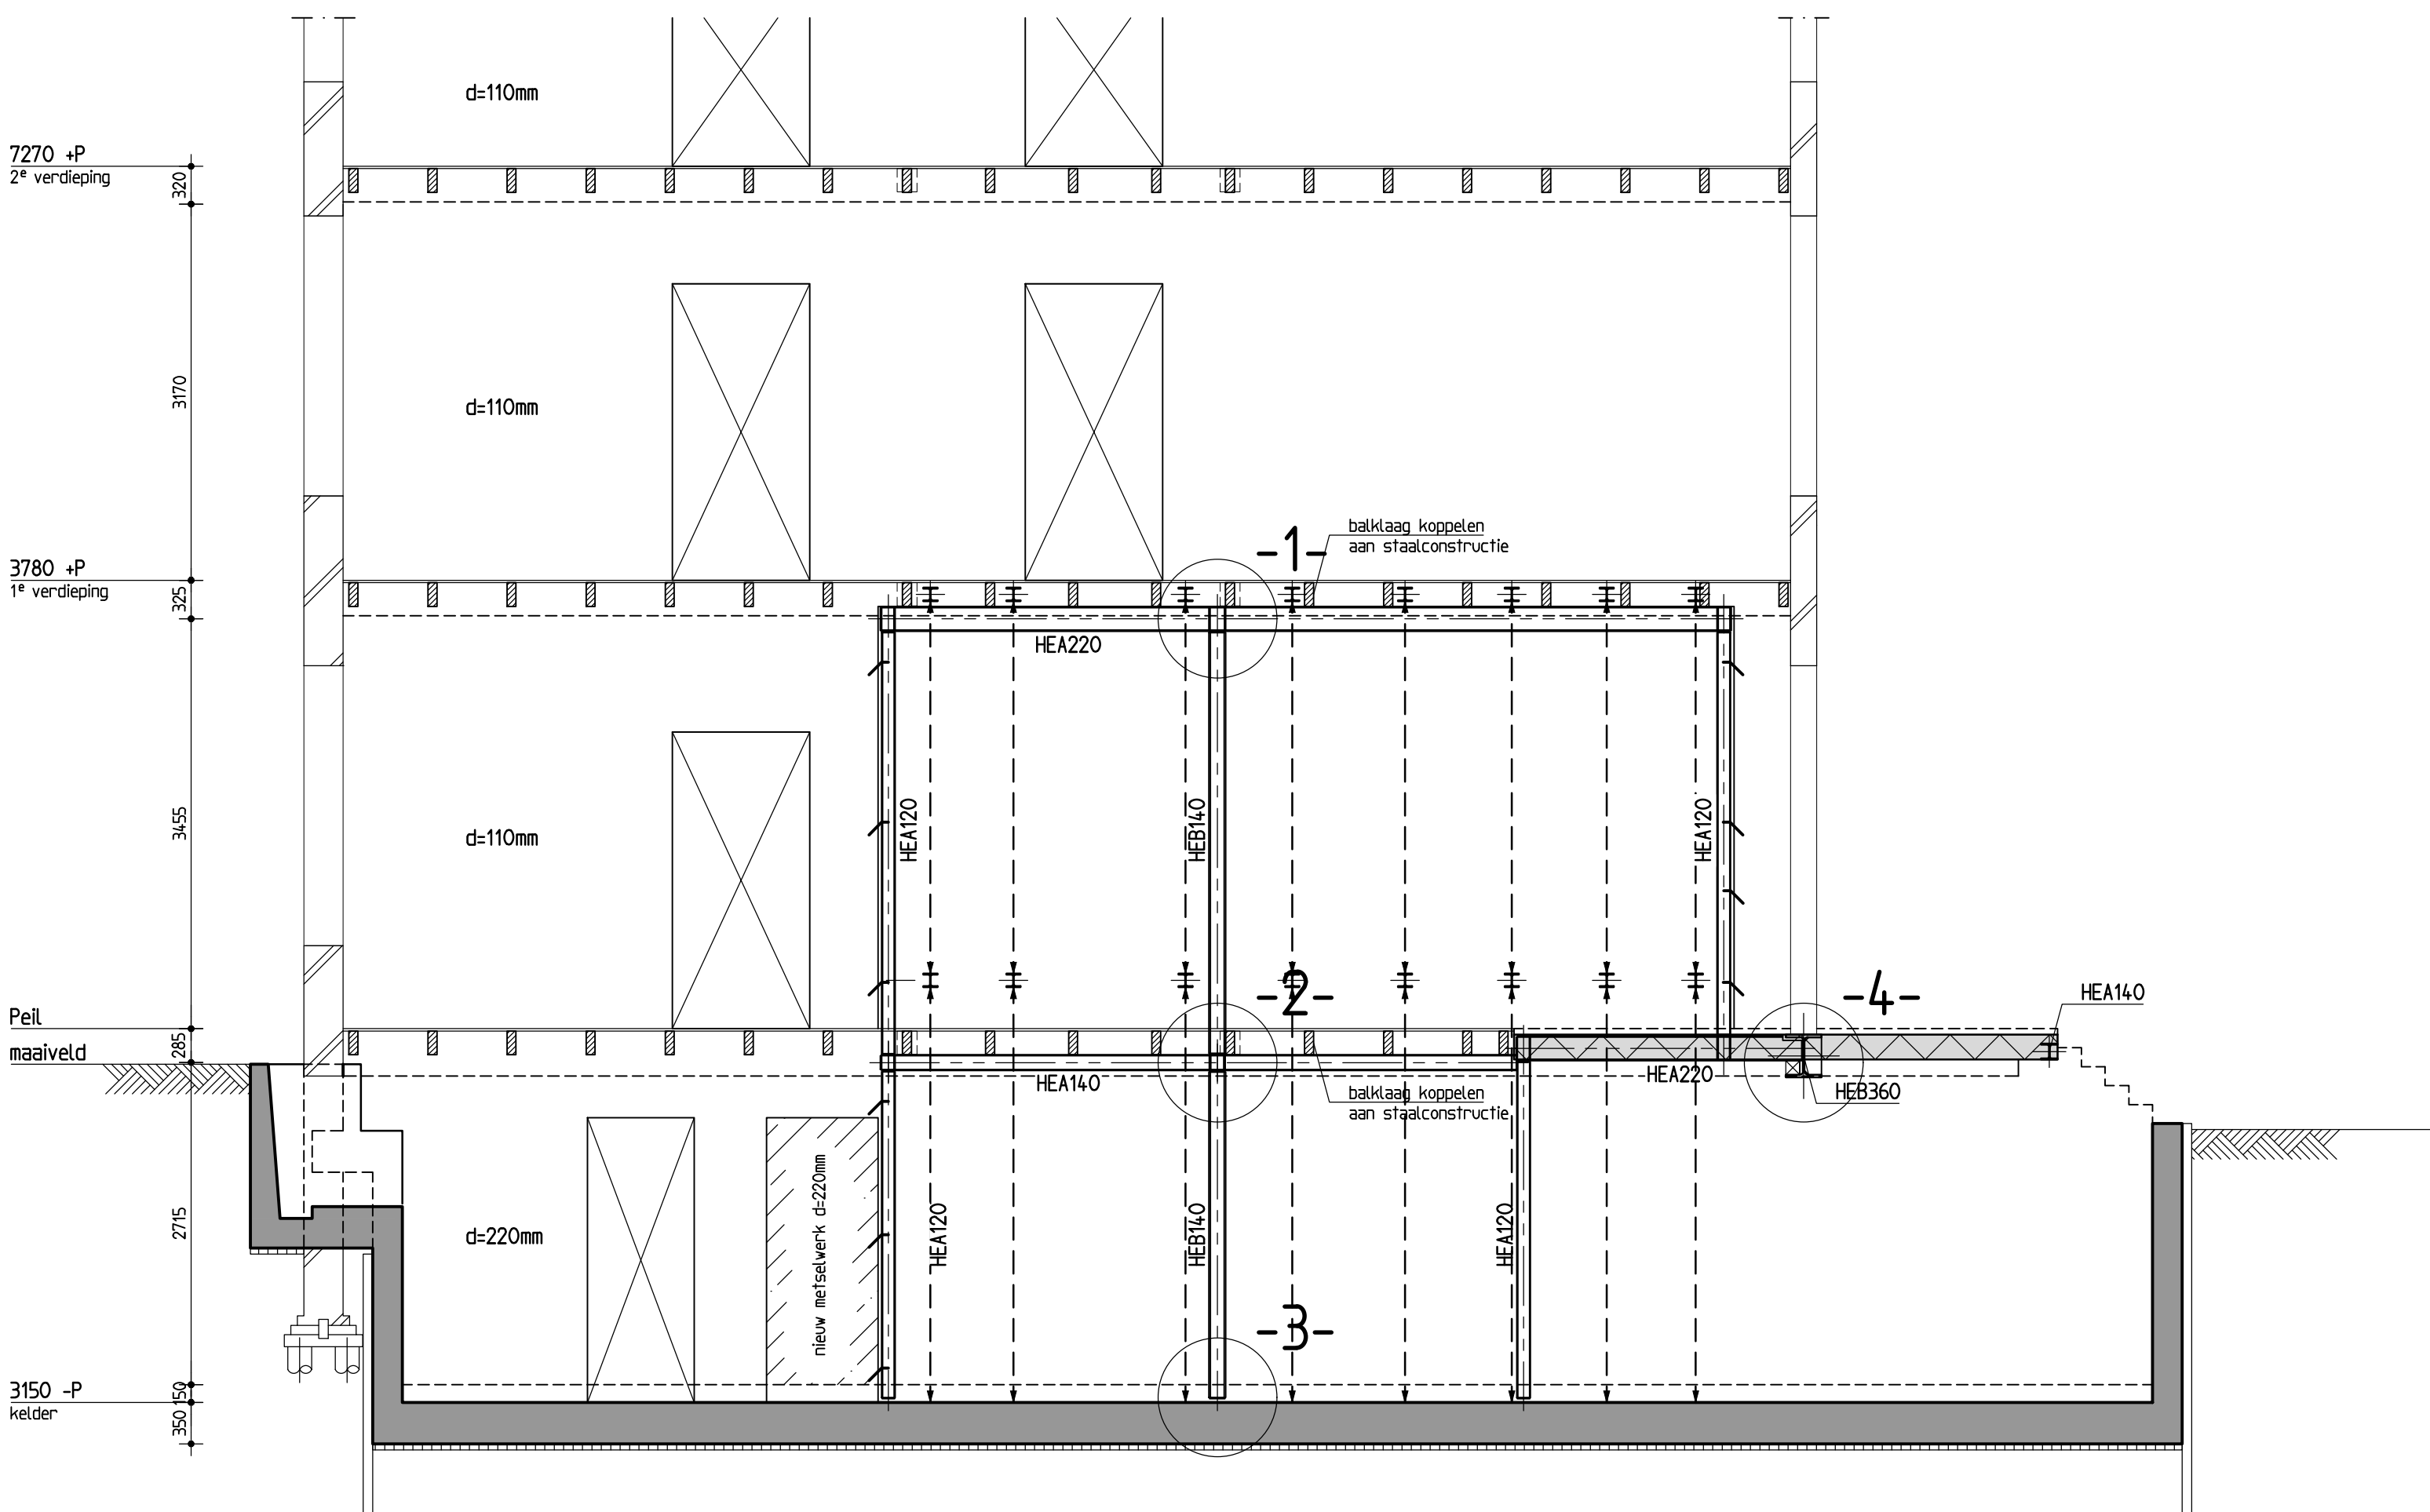 d=110mm
7270 +P
2e verdieping
320
3170
d=110mm
-1-
balklaag koppelen
aan staalconstructie
3780 +P
1e verdieping
325
HEA220
3455
d=110mm
HEA120
HEB140
HEA120
-2-
-4-
HEA140
Peil
maaiveld
285
HEA140
HEA220
HEB360
balklaag koppelen
aan staalconstructie
2715
d=220mm
nieuw metselwerk d=220mm
HEA120
HEB140
HEA120
-3-
3150 -P
kelder
150
350